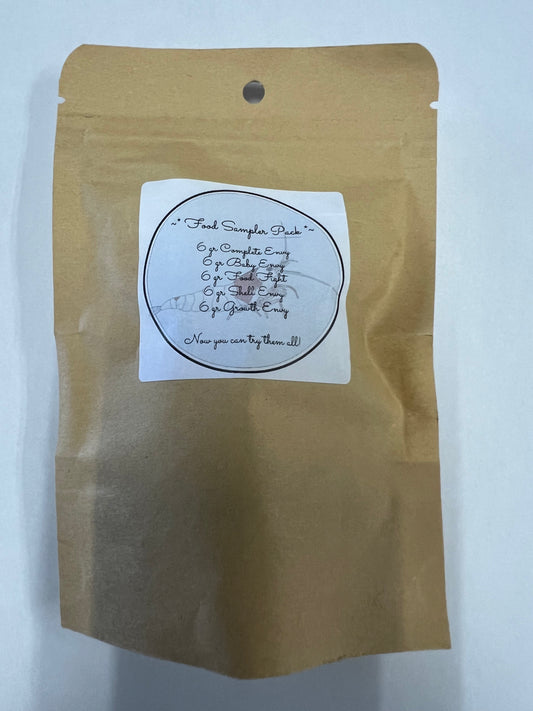 ~* Food Sampler Pack *~
6 gr Complete Envy
6 gr Baby Envy
6 gr Food Fight
6 gr Shell Envy
6 gr Growth Envy
Now you can try them all!